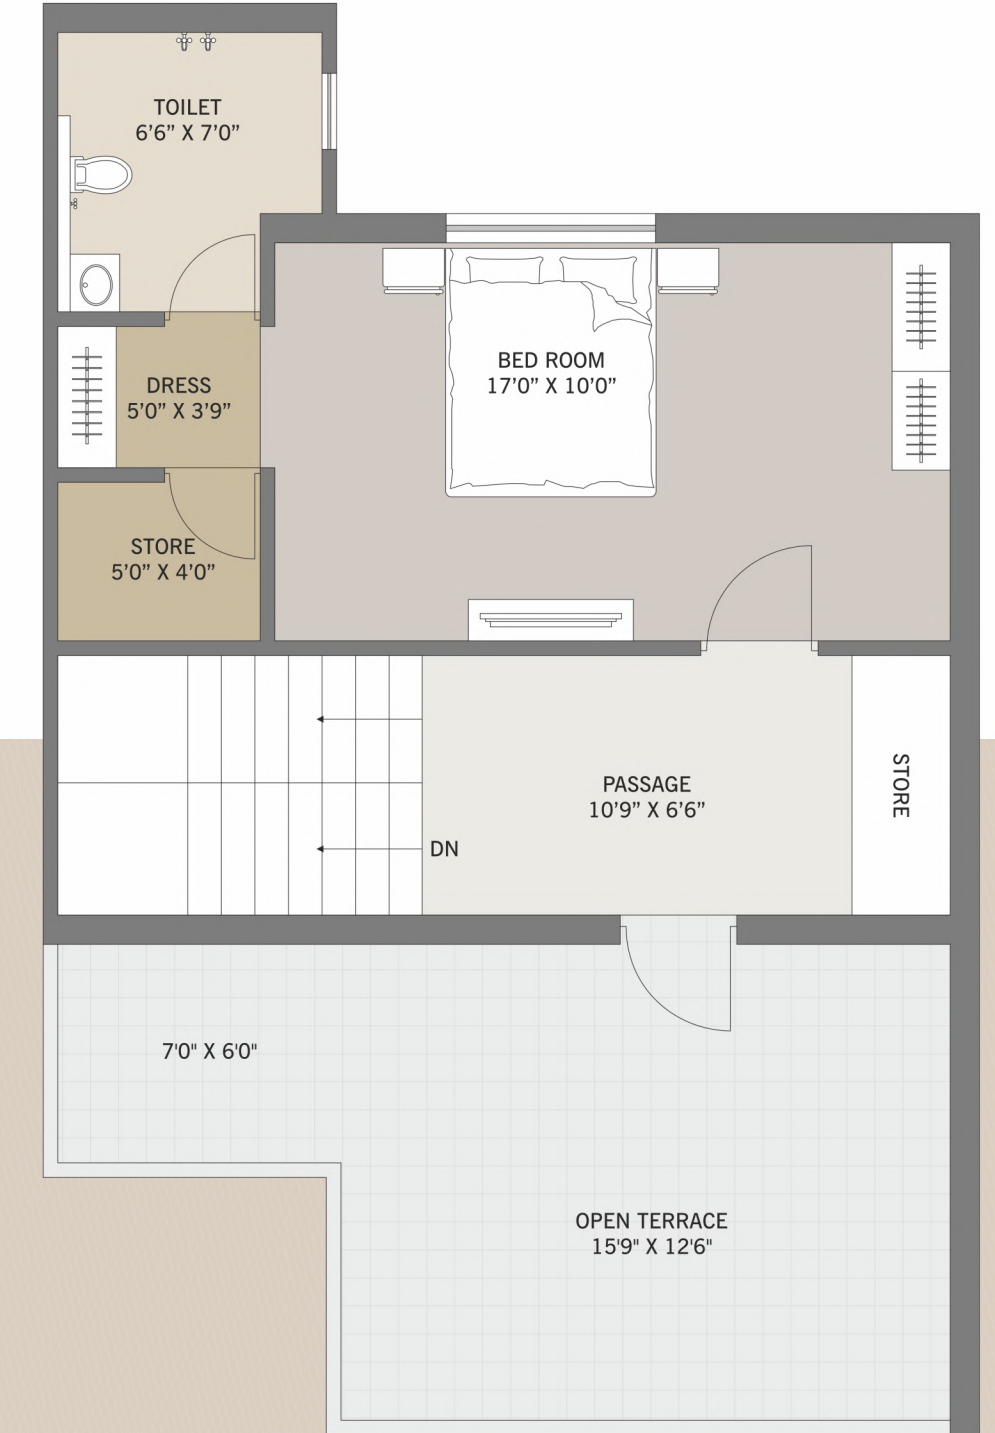 TOILET
6’6” X 7’0”
BED ROOM
17’0” X 10’0”
DRESS
5’0” X 3’9”
STORE
5’0” X 4’0”
PASSAGE
10’9” X 6’6”
STORE
DN
7'0" X 6'0"
OPEN TERRACE
15'9" X 12'6"